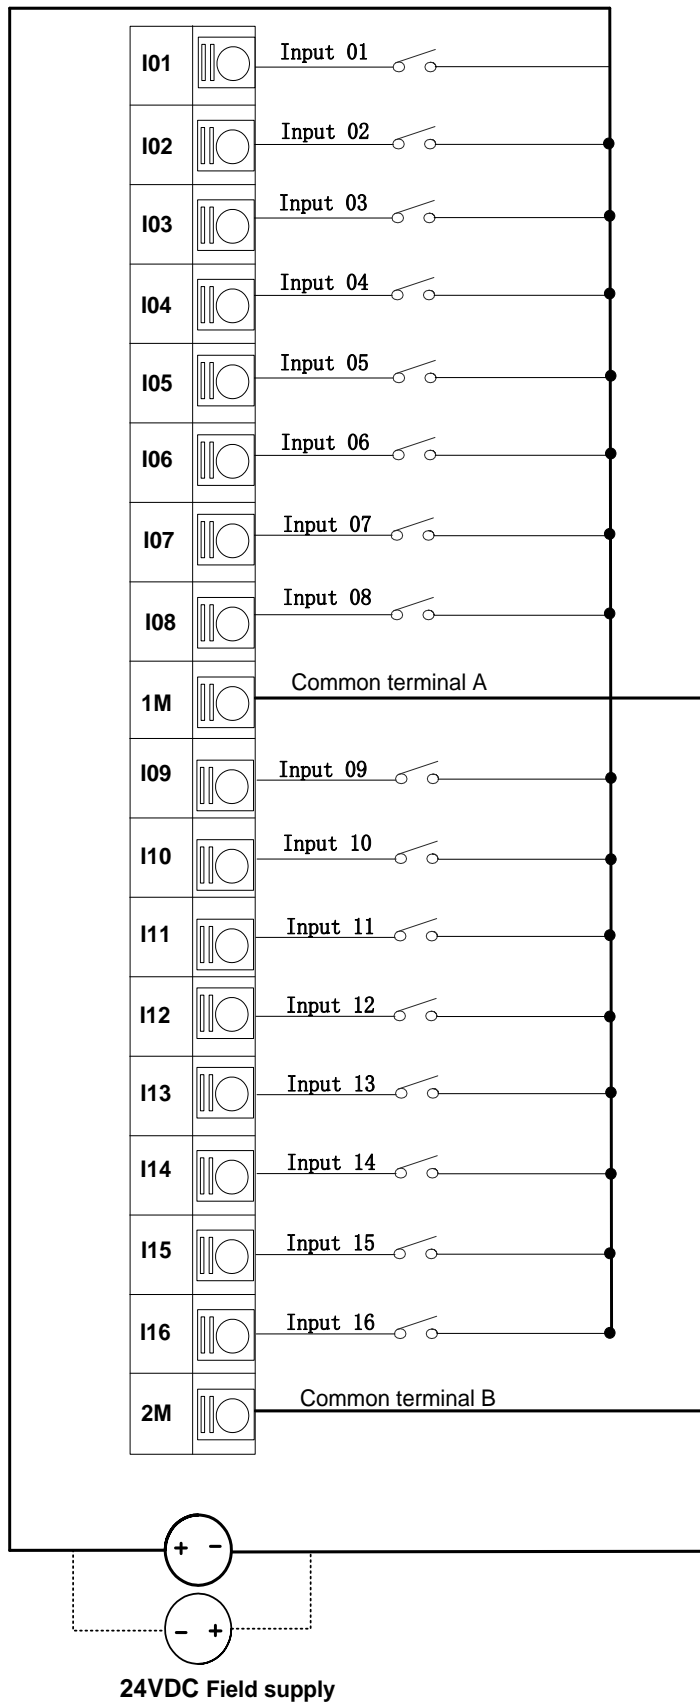 I01 Input 01
I02 Input 02
I03 Input 03
I04 Input 04
I05 Input 05
I06 Input 06
I07 Input 07
I08 Input 08
1M Common terminal A
I09 Input 09
I10 Input 10
I11 Input 11
I12 Input 12
I13 Input 13
I14 Input 14
I15 Input 15
I16 Input 16
2M Common terminal B
+ -
- +
24VDC Field supply